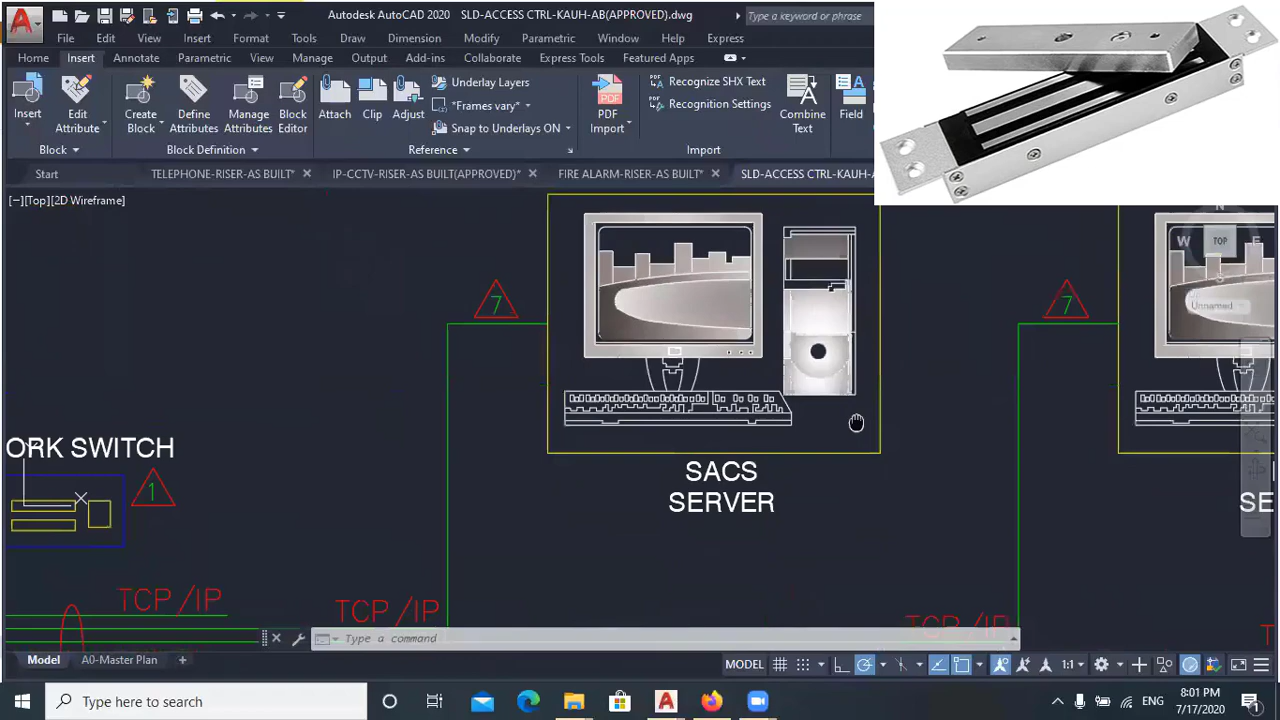 Autodesk AutoCAD 2020 SLD-ACCESS CTRL-KAUH-AB(APPROVED).dwg Type a keyword or phrase
File Edit View Insert Format Tools Draw Dimension Modify Parametric Window Help Express
Home Insert Annotate Parametric View Manage Output Add-ins Collaborate Express Tools Featured Apps
Insert
Edit
Attribute
Create
Block
Define
Attributes
Manage
Attributes
Block
Editor
Attach
Clip
Adjust
Underlay Layers
*Frames vary*
Snap to Underlays ON
PDF
Import
Recognize SHX Text
Recognition Settings
Combine
Text
Field
Block
Block Definition
Reference
Import
Start TELEPHONE-RISER-AS BUILT* IP-CCTV-RISER-AS BUILT(APPROVED)* FIRE ALARM-RISER-AS BUILT* SLD-ACCESS CTRL-KAUH-A
[−][Top][2D Wireframe]
N
W TOP E
S
Unnamed
7
7
ORK SWITCH
1
SACS
SERVER
SE
TCP/IP
TCP/IP
TCP/IP
Type a command
Model A0-Master Plan +
MODEL 1:1
Type here to search
ENG
8:01 PM
7/17/2020
1